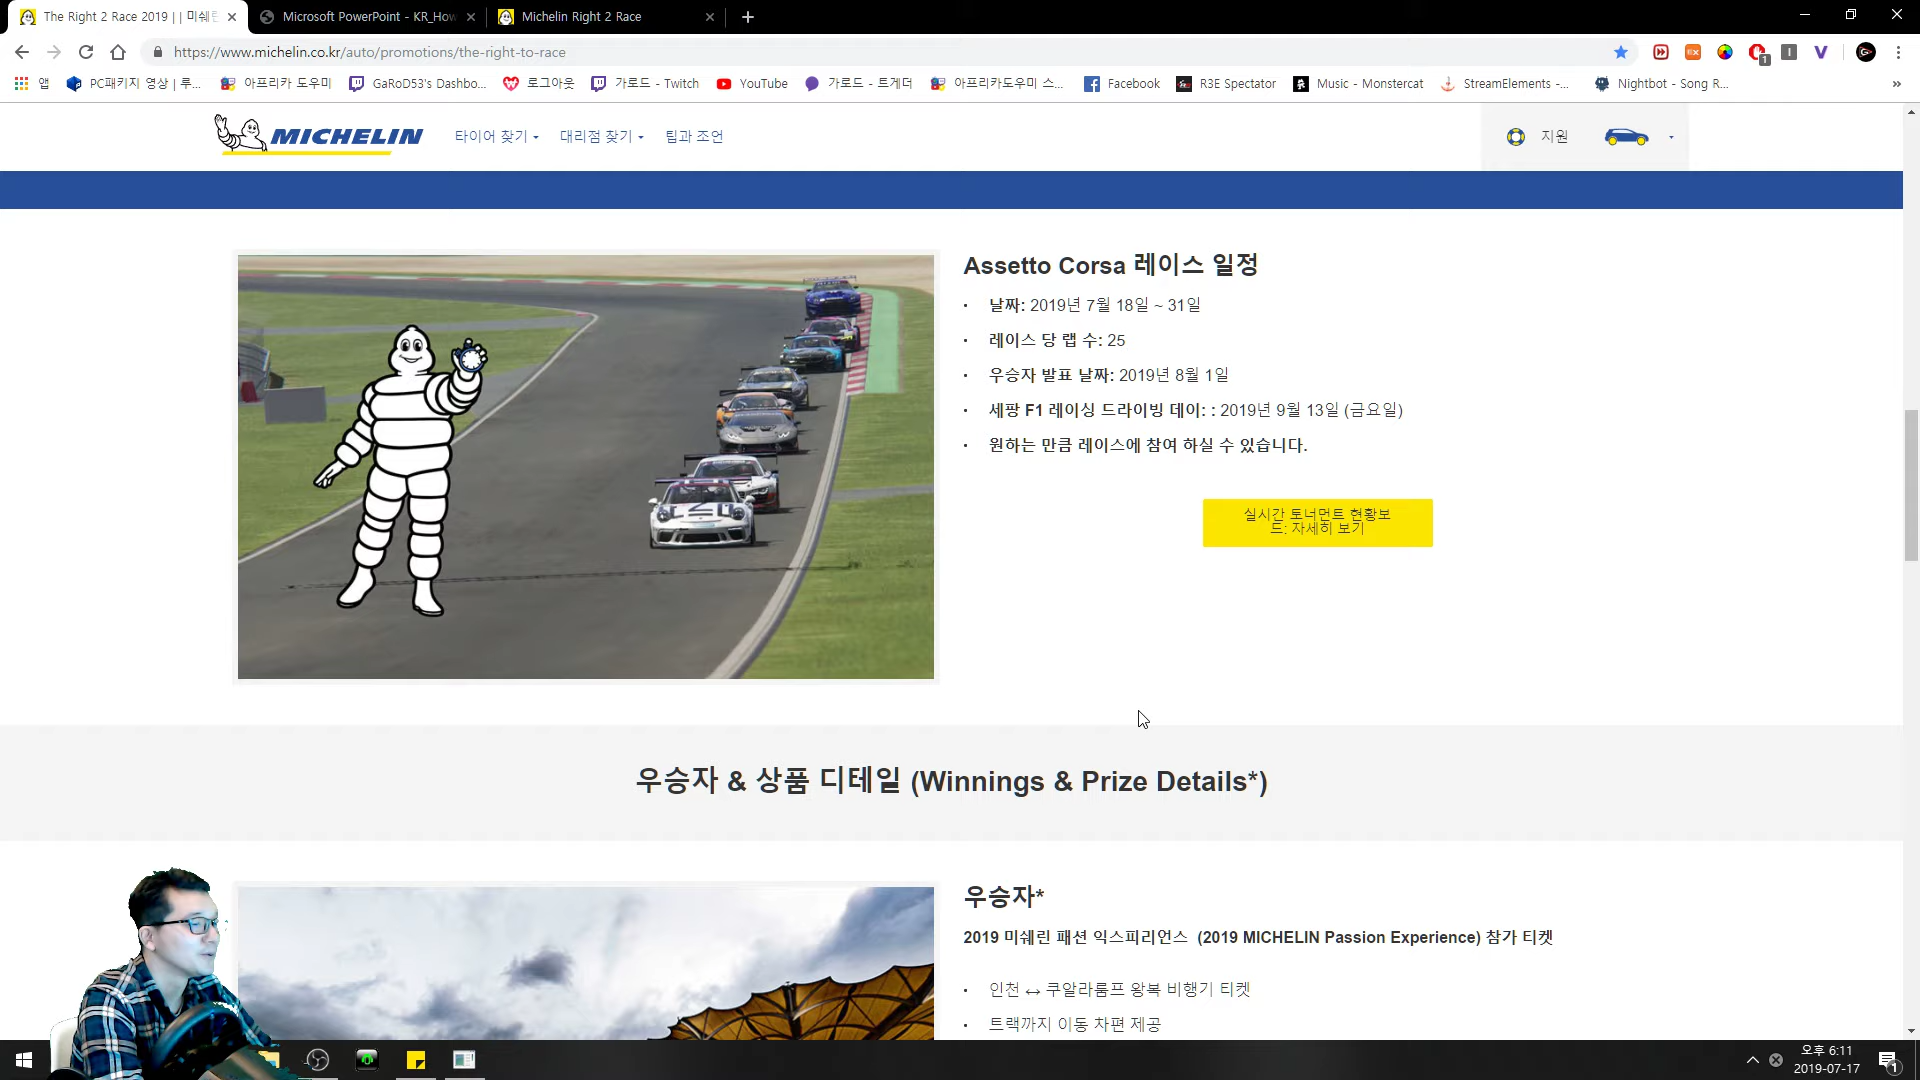 The Right 2 Race 2019 | | 미쉐린
Microsoft PowerPoint - KR_How
Michelin Right 2 Race
https://www.michelin.co.kr/auto/promotions/the-right-to-race
앱
PC패키지 영상 | 루...
아프리카 도우미
GaRoD53's Dashbo...
로그아웃
가로드 - Twitch
YouTube
가로드 - 트게더
아프리카도우미 스...
Facebook
R3E Spectator
Music - Monstercat
StreamElements -...
Nightbot - Song R...
»
MICHELIN
타이어 찾기
대리점 찾기
팁과 조언
지원
Assetto Corsa 레이스 일정
• 날짜: 2019년 7월 18일 ~ 31일
• 레이스 당 랩 수: 25
• 우승자 발표 날짜: 2019년 8월 1일
• 세팡 F1 레이싱 드라이빙 데이: : 2019년 9월 13일 (금요일)
• 원하는 만큼 레이스에 참여 하실 수 있습니다.
실시간 토너먼트 현황보
드: 자세히 보기
우승자 & 상품 디테일 (Winnings & Prize Details*)
우승자*
2019 미쉐린 패션 익스피리언스 (2019 MICHELIN Passion Experience) 참가 티켓
• 인천 ↔ 쿠알라룸프 왕복 비행기 티켓
• 트랙까지 이동 차편 제공
오후 6:11
2019-07-17
1